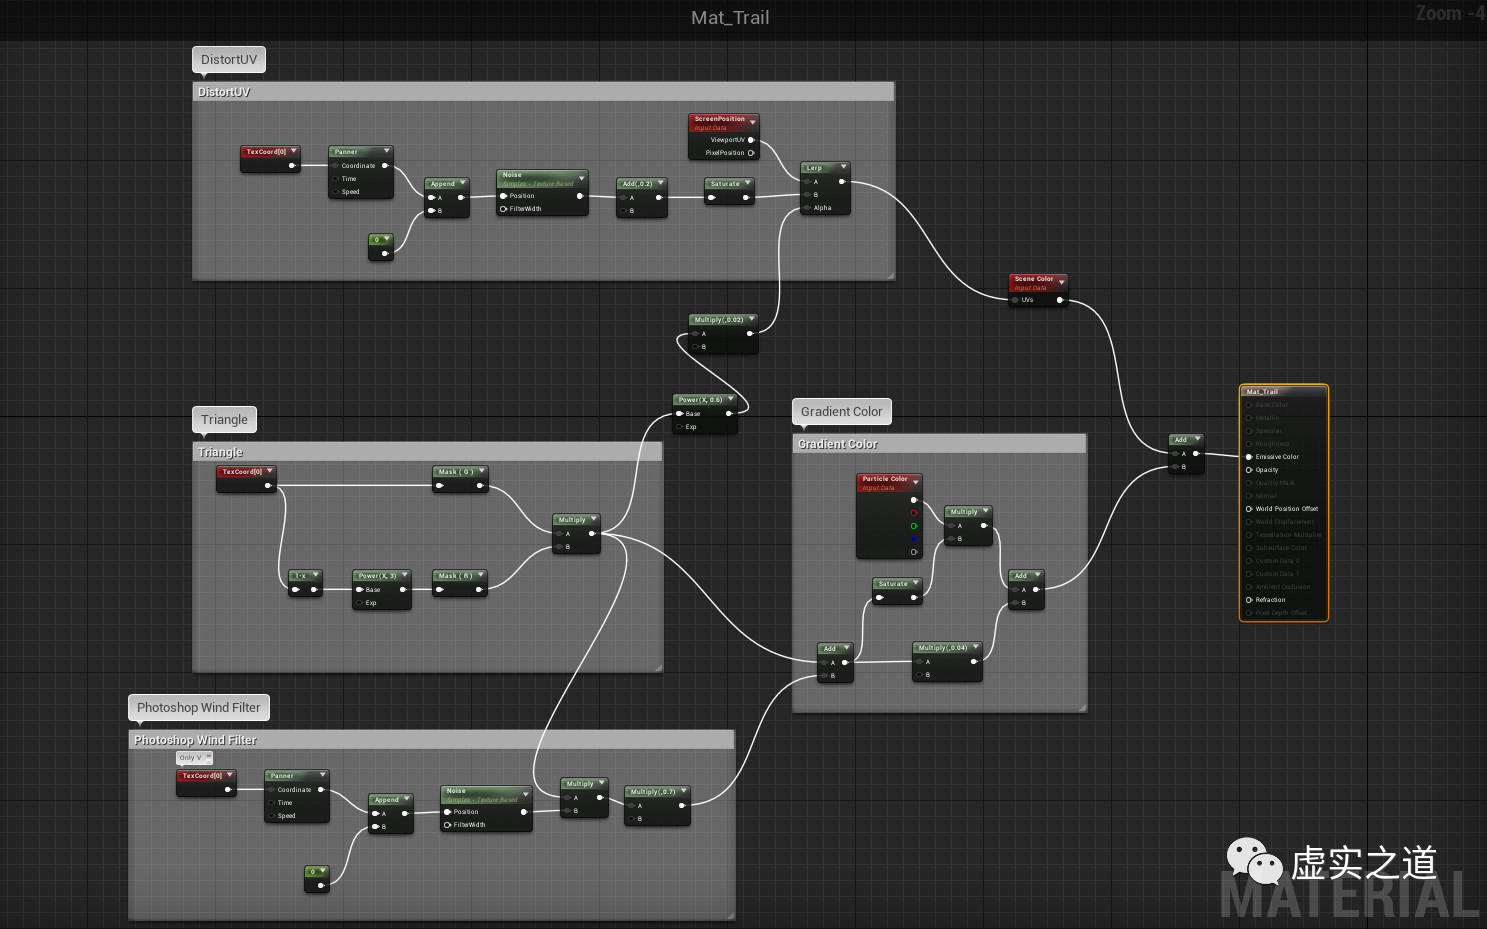 Mat_Trail
Zoom -4
DistortUV
DistortUV
ScreenPosition
Input Data
ViewportUV
PixelPosition
TexCoord[0]
Panner
Coordinate
Time
Speed
Append
A
B
0
Noise
Simplex - Texture Based
Position
FilterWidth
Add(,0.2)
A
B
Saturate
Lerp
A
B
Alpha
Scene Color
Input Data
UVs
Multiply(,0.02)
A
B
Power(X, 0.6)
Base
Exp
Triangle
Triangle
TexCoord[0]
Mask ( G )
Multiply
A
B
1-x
Power(X, 3)
Base
Exp
Mask ( R )
Gradient Color
Gradient Color
Particle Color
Input Data
Multiply
A
B
Saturate
Add
A
B
Add
A
B
Multiply(,0.04)
A
B
Add
A
B
Mat_Trail
Base Color
Metallic
Specular
Roughness
Emissive Color
Opacity
Opacity Mask
Normal
World Position Offset
World Displacement
Tessellation Multiplier
Subsurface Color
Custom Data 0
Custom Data 1
Ambient Occlusion
Refraction
Pixel Depth Offset
Photoshop Wind Filter
Photoshop Wind Filter
Only V
TexCoord[0]
Panner
Coordinate
Time
Speed
Append
A
B
0
Noise
Simplex - Texture Based
Position
FilterWidth
Multiply
A
B
Multiply(,0.7)
A
B
虚实之道
MATERIAL